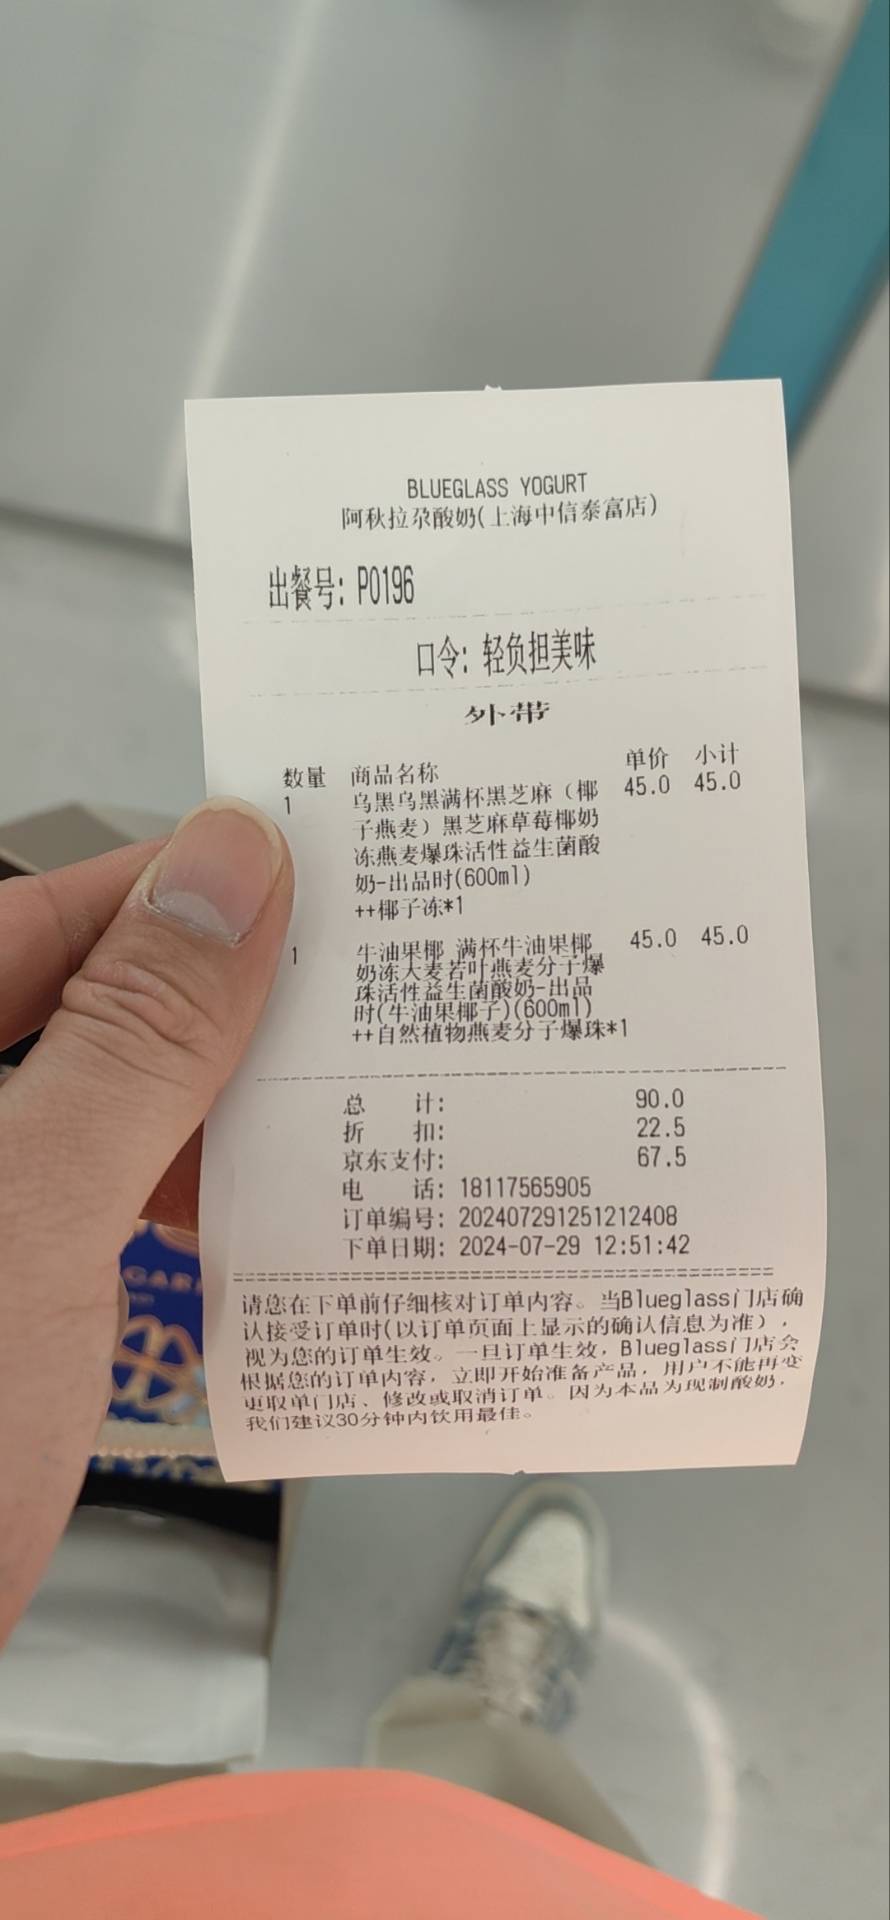 BLUEGLASS YOGURT
阿秋拉尕酸奶(上海中信泰富店)
出餐号: P0196
口令: 轻负担美味
外带
数量 商品名称 单价 小计
1 乌黑乌黑满杯黑芝麻（椰 45.0 45.0
子燕麦）黑芝麻草莓椰奶
冻燕麦爆珠活性益生菌酸
奶-出品时(600ml)
++椰子冻*1
1 牛油果椰 满杯牛油果椰 45.0 45.0
奶冻大麦若叶燕麦分子爆
珠活性益生菌酸奶-出品
时(牛油果椰子)(600ml)
++自然植物燕麦分子爆珠*1
总 计: 90.0
折 扣: 22.5
京东支付: 67.5
电 话: 18117565905
订单编号: 202407291251212408
下单日期: 2024-07-29 12:51:42
请您在下单前仔细核对订单内容。当Blueglass门店确
认接受订单时(以订单页面上显示的确认信息为准)，
视为您的订单生效。一旦订单生效，Blueglass门店会
根据您的订单内容，立即开始准备产品，用户不能再变
更取单门店、修改或取消订单。因为本品为现制酸奶，
我们建议30分钟内饮用最佳。